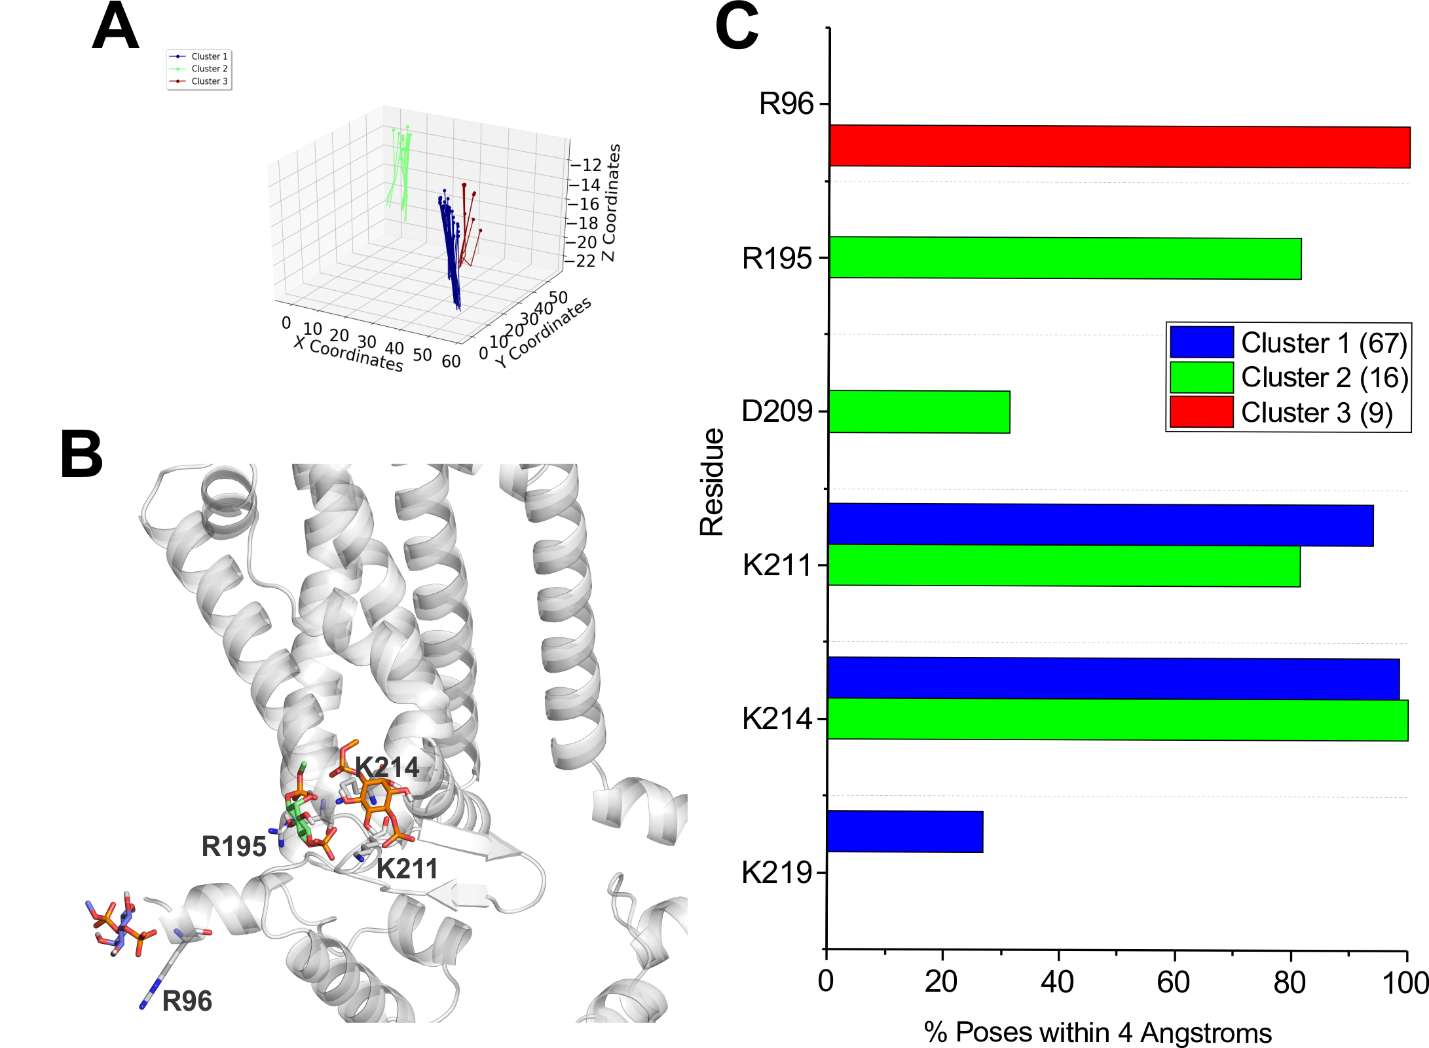 A
Cluster 1
Cluster 2
Cluster 3
−12
−14
−16
−18
−20
−22
Z Coordinates
0 10 20 30 40 50 60
X Coordinates
0 10 20 30 40 50
Y Coordinates
B
K214
R195
K211
R96
C
R96
R195
D209
K211
K214
K219
Residue
Cluster 1 (67)
Cluster 2 (16)
Cluster 3 (9)
0 20 40 60 80 100
% Poses within 4 Angstroms